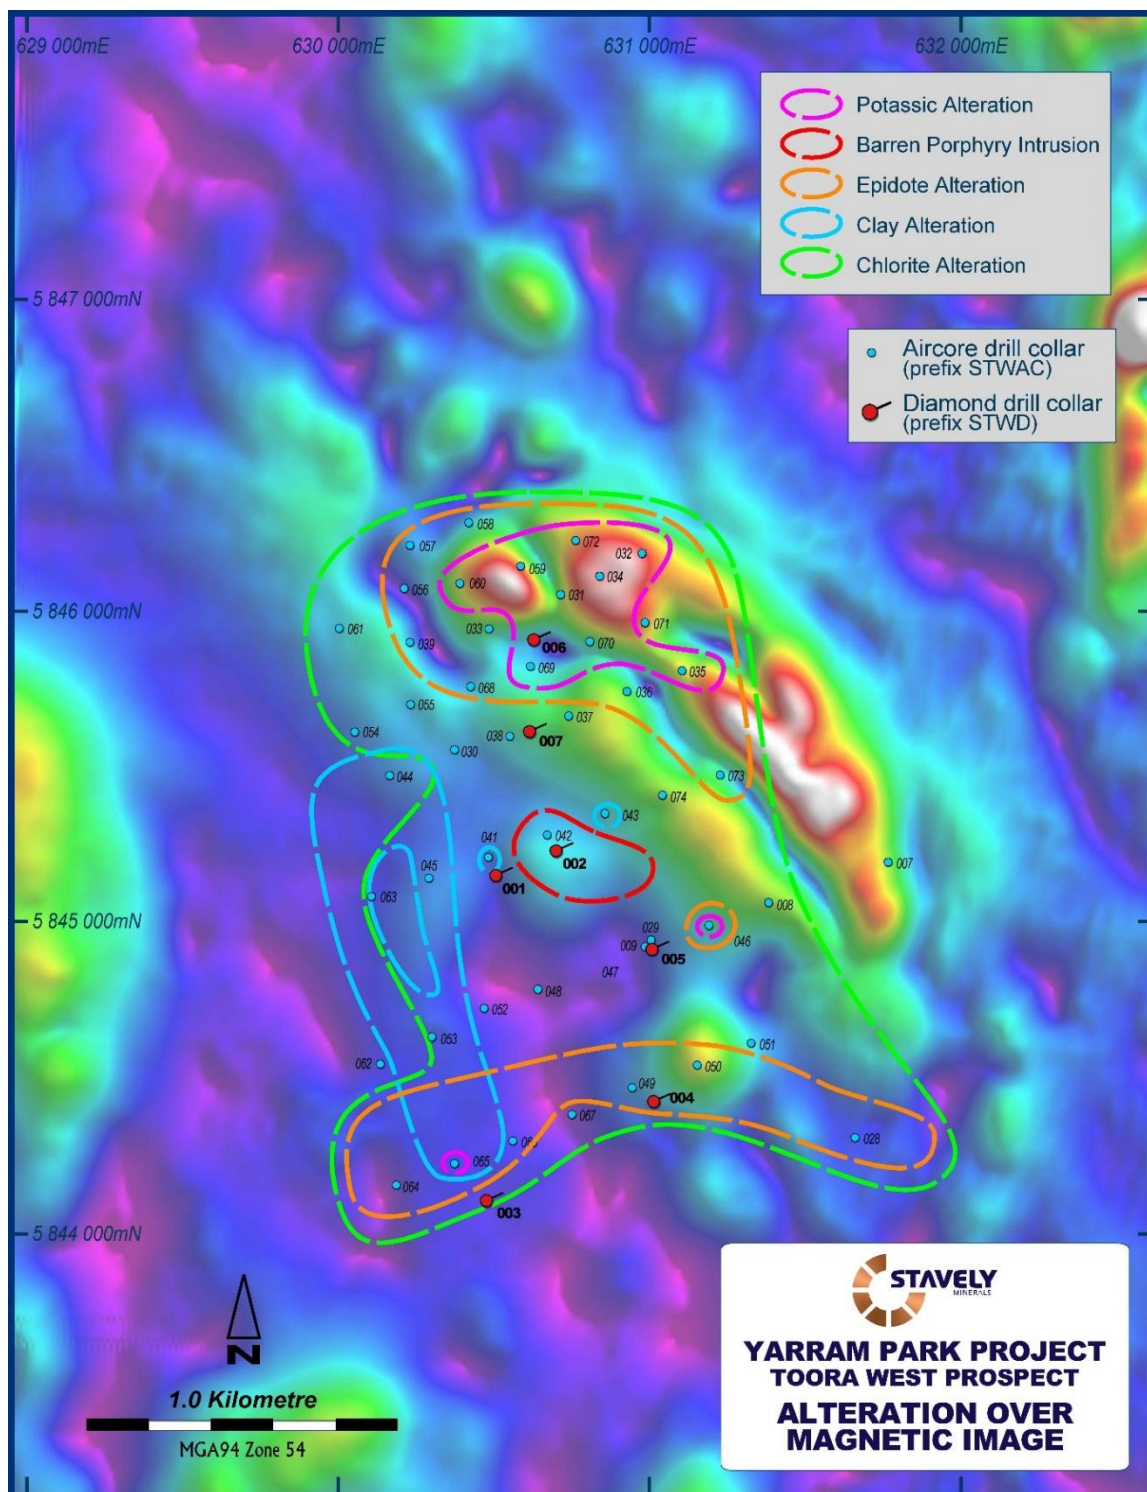 629 000mE
630 000mE
631 000mE
632 000mE
Potassic Alteration
Barren Porphyry Intrusion
Epidote Alteration
Clay Alteration
Chlorite Alteration
5 847 000mN
Aircore drill collar
(prefix STWAC)
Diamond drill collar
(prefix STWD)
058
057
072
032
059
060
034
056
031
5 846 000mN
061
033
071
039
006
070
069
035
068
036
055
037
054
038
007
030
044
073
074
043
042
041
002
007
045
001
063
008
5 845 000mN
029
046
009
005
047
048
052
053
051
062
050
049
004
067
028
065
064
003
5 844 000mN
N
1.0 Kilometre
MGA94 Zone 54
STAVELY
MINERALS
YARRAM PARK PROJECT
TOORA WEST PROSPECT
ALTERATION OVER
MAGNETIC IMAGE